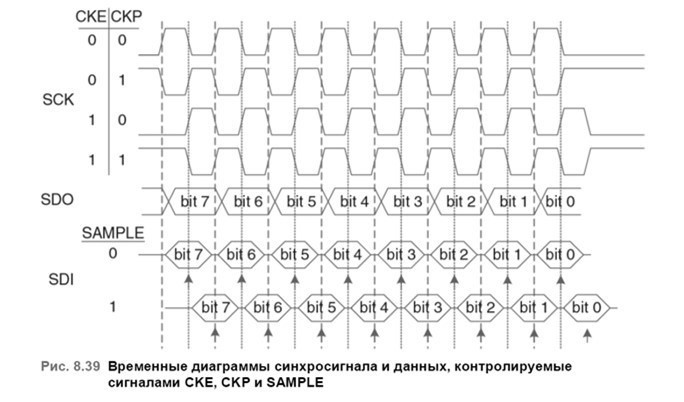 CKE CKP
0 0
0 1
SCK
1 0
1 1
SDO bit 7 bit 6 bit 5 bit 4 bit 3 bit 2 bit 1 bit 0
SAMPLE
0 bit 7 bit 6 bit 5 bit 4 bit 3 bit 2 bit 1 bit 0
SDI
1 bit 7 bit 6 bit 5 bit 4 bit 3 bit 2 bit 1 bit 0
Рис. 8.39 Временные диаграммы синхросигнала и данных, контролируемые
сигналами CKE, CKP и SAMPLE